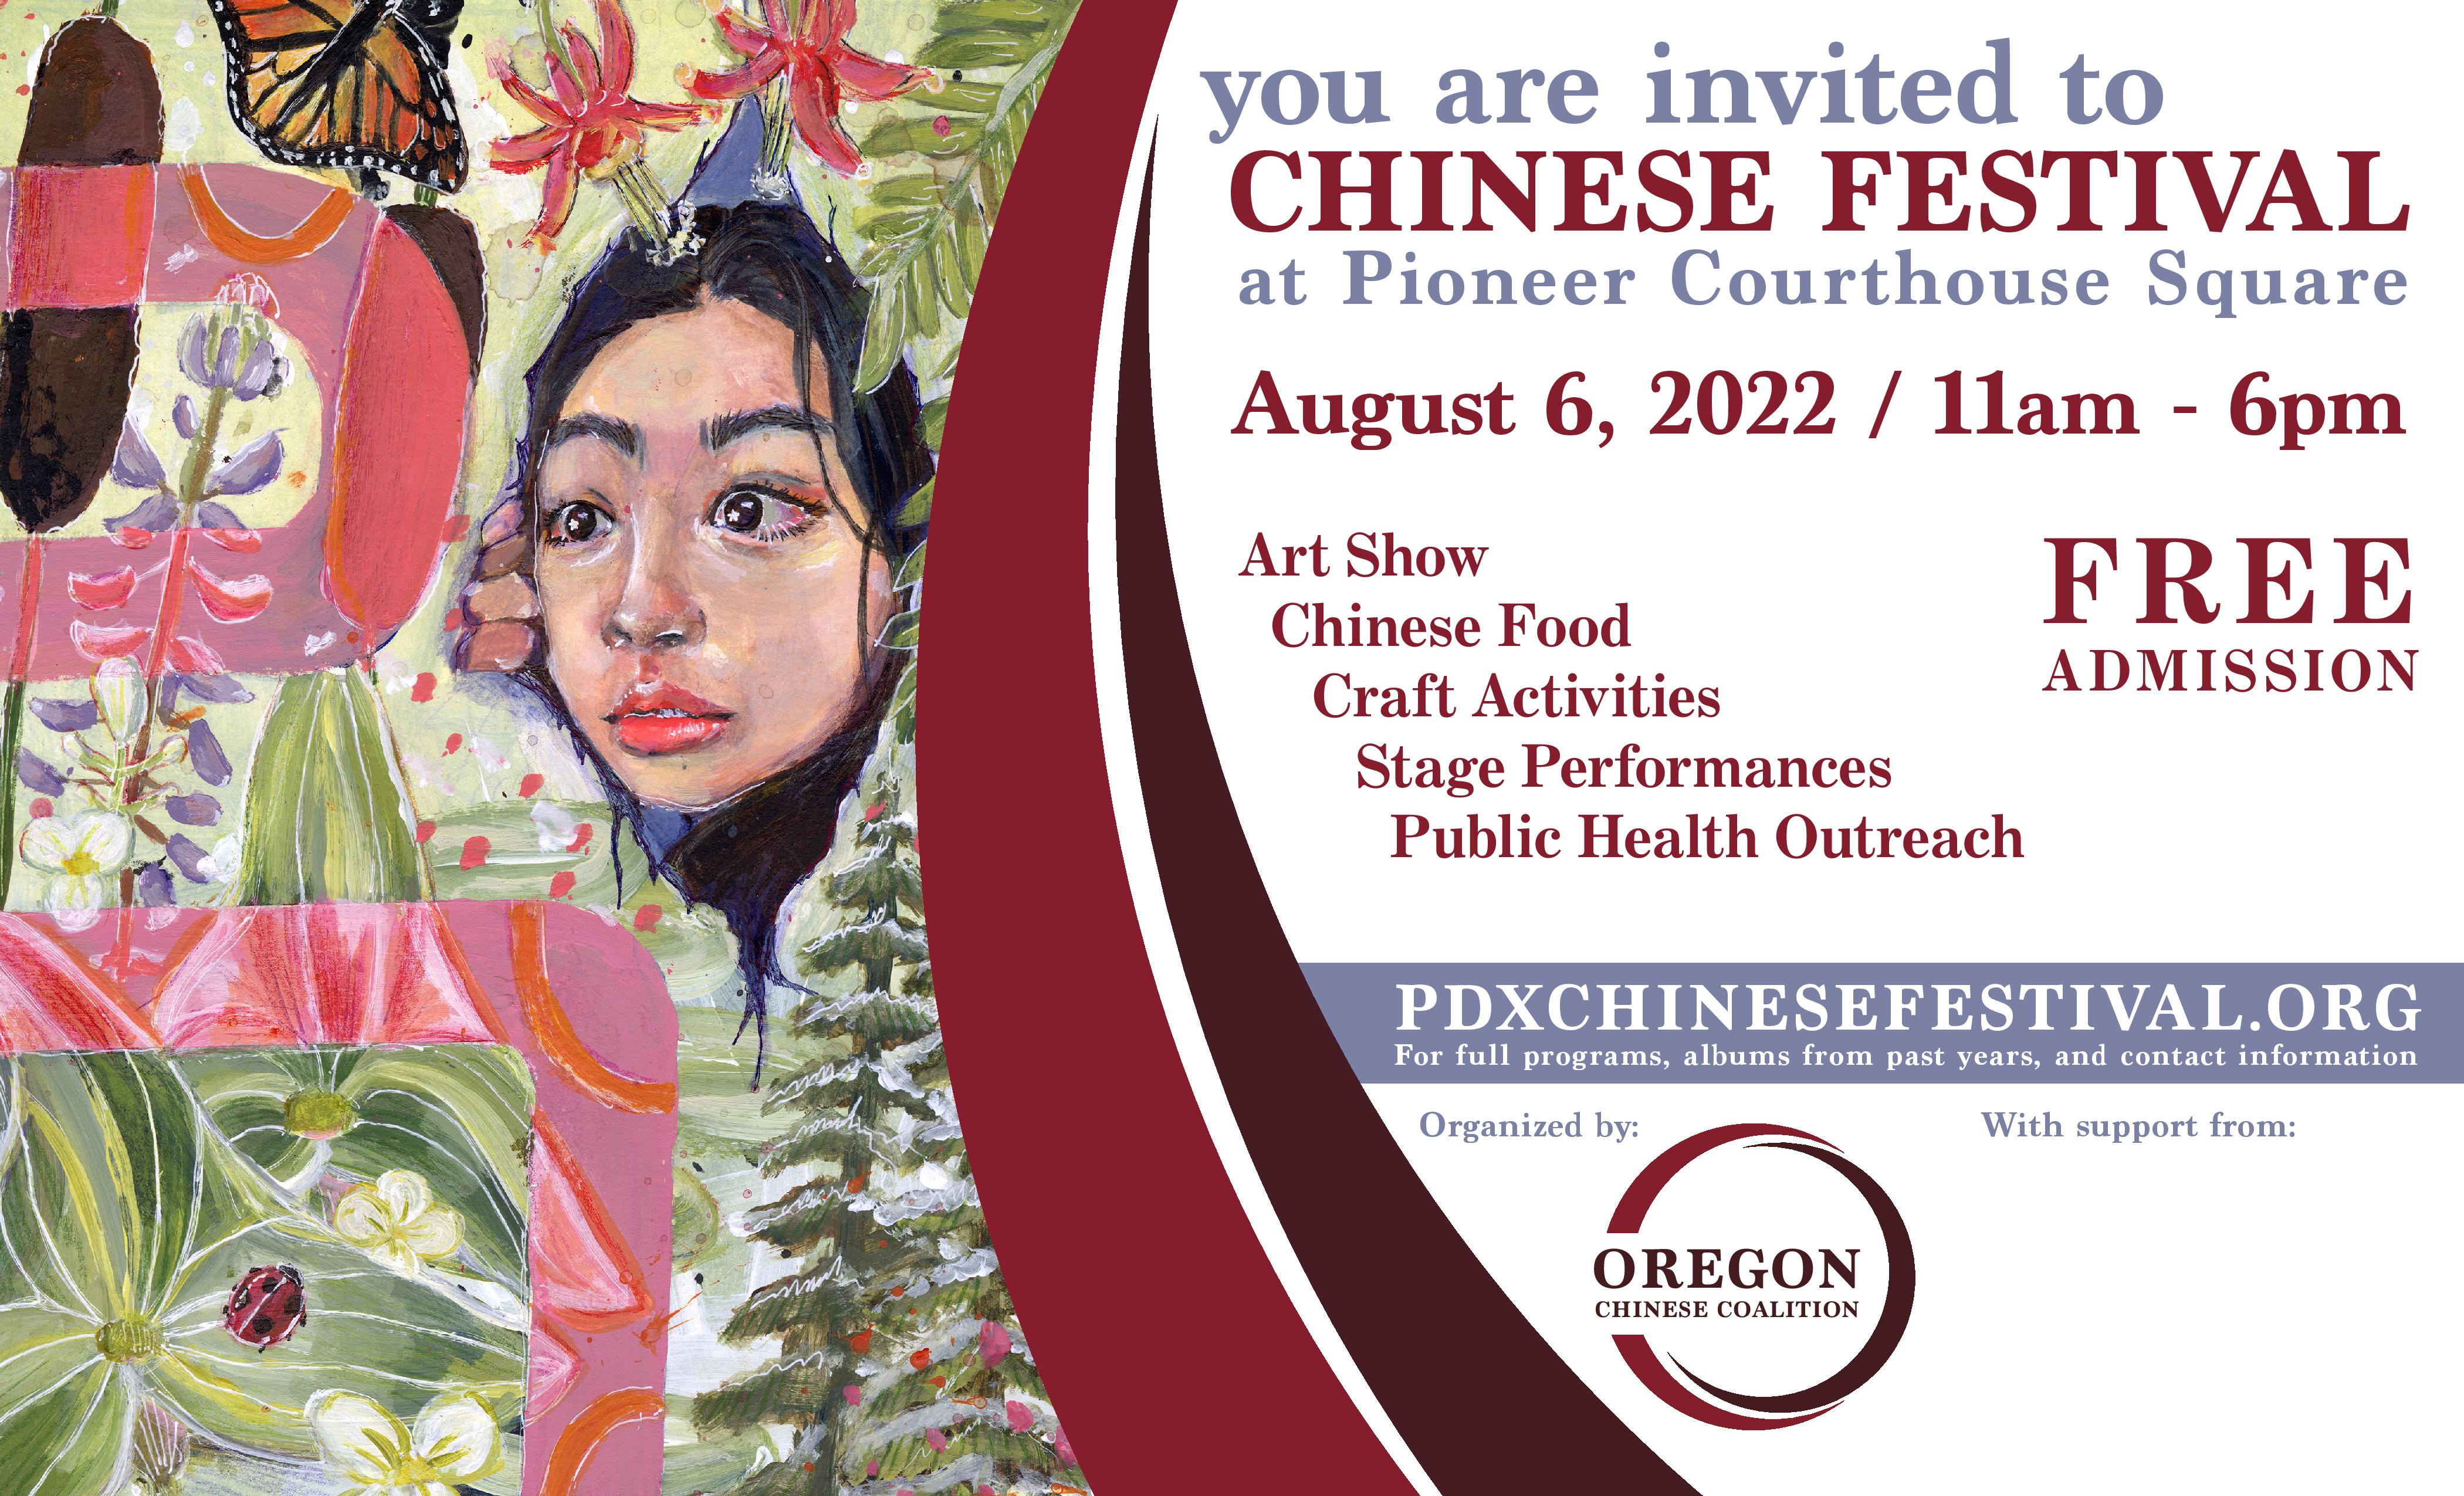 you are invited to
CHINESE FESTIVAL
at Pioneer Courthouse Square
August 6, 2022 / 11am - 6pm
Art Show
Chinese Food
Craft Activities
Stage Performances
Public Health Outreach
FREE
ADMISSION
PDXCHINESEFESTIVAL.ORG
For full programs, albums from past years, and contact information
Organized by:
OREGON
CHINESE COALITION
With support from: